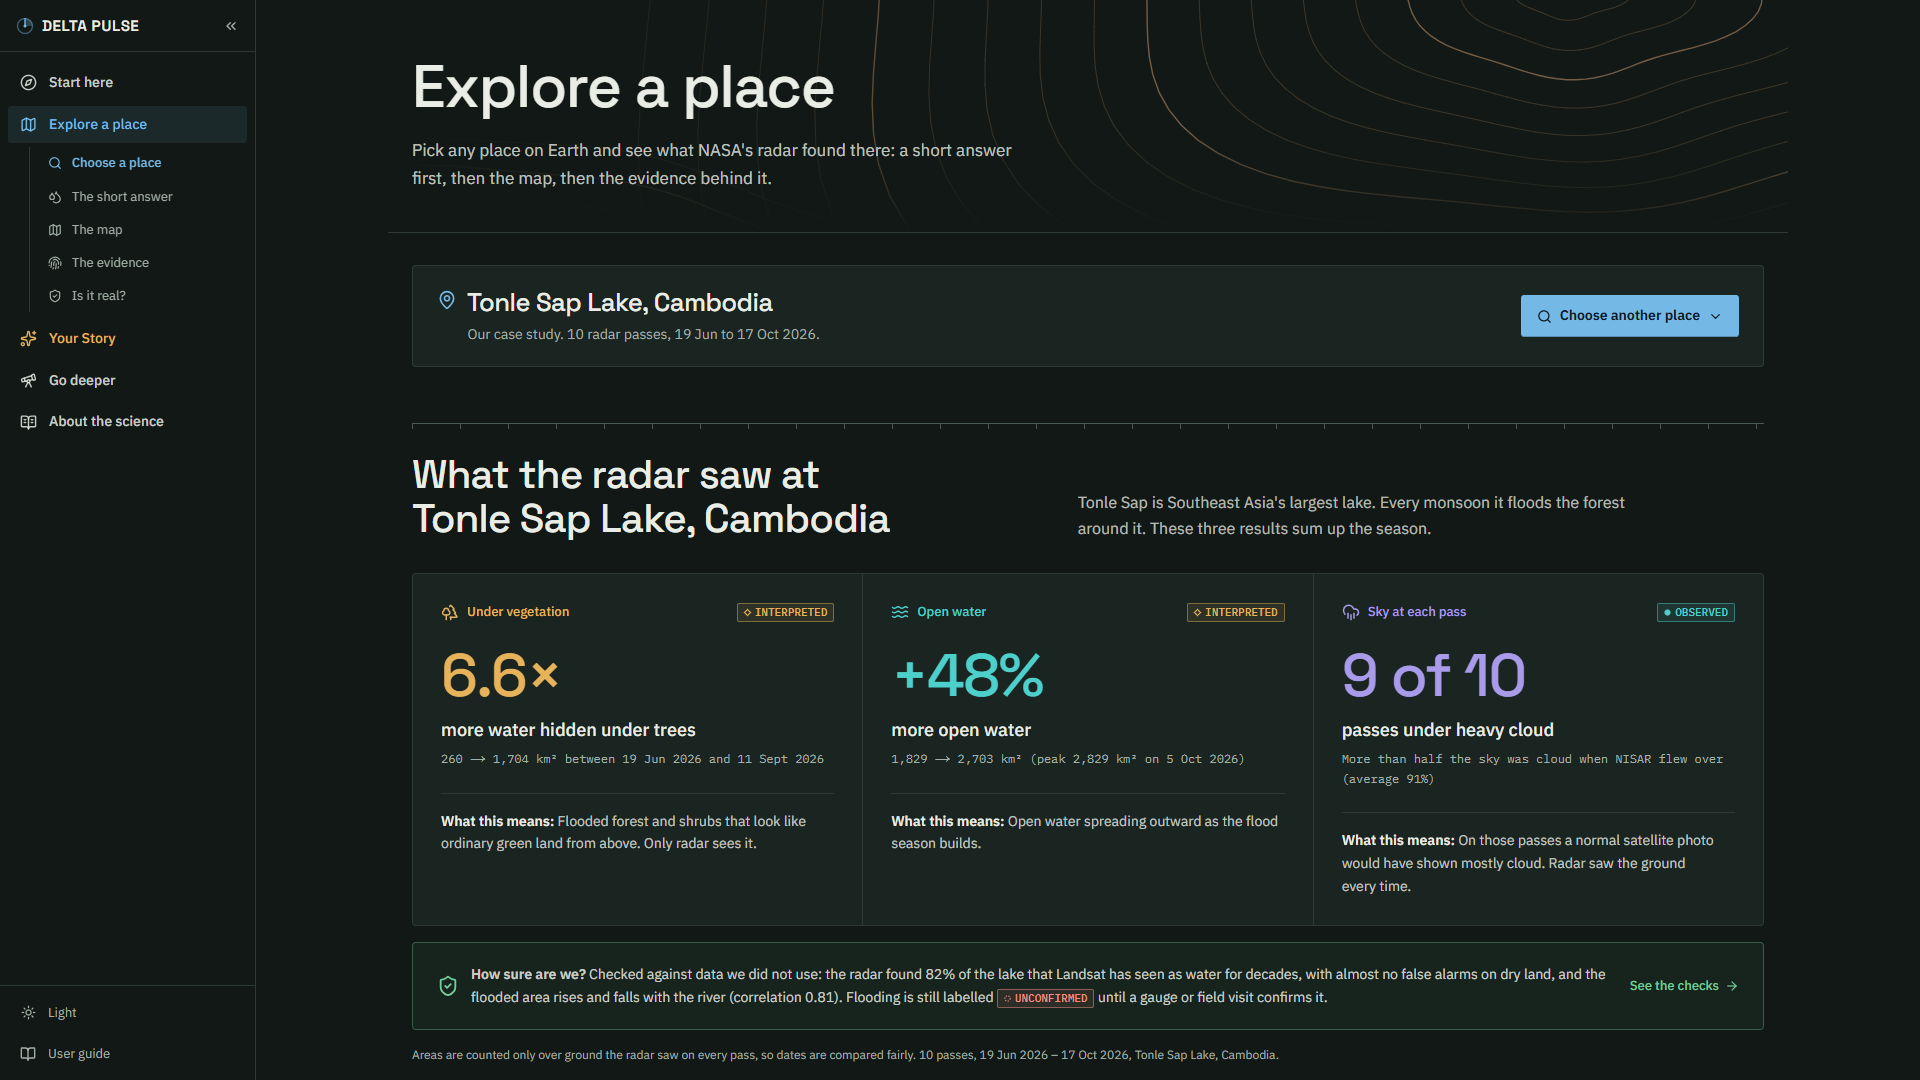 DELTA PULSE
Start here
Explore a place
Choose a place
The short answer
The map
The evidence
Is it real?
Your Story
Go deeper
About the science
Light
User guide
Explore a place
Pick any place on Earth and see what NASA's radar found there: a short answer
first, then the map, then the evidence behind it.
Tonle Sap Lake, Cambodia
Our case study. 10 radar passes, 19 Jun to 17 Oct 2026.
Choose another place
What the radar saw at
Tonle Sap Lake, Cambodia
Tonle Sap is Southeast Asia's largest lake. Every monsoon it floods the forest
around it. These three results sum up the season.
Under vegetation
INTERPRETED
6.6×
more water hidden under trees
260 → 1,704 km² between 19 Jun 2026 and 11 Sept 2026
What this means: Flooded forest and shrubs that look like
ordinary green land from above. Only radar sees it.
Open water
INTERPRETED
+48%
more open water
1,829 → 2,703 km² (peak 2,829 km² on 5 Oct 2026)
What this means: Open water spreading outward as the flood
season builds.
Sky at each pass
OBSERVED
9 of 10
passes under heavy cloud
More than half the sky was cloud when NISAR flew over
(average 91%)
What this means: On those passes a normal satellite photo
would have shown mostly cloud. Radar saw the ground
every time.
How sure are we? Checked against data we did not use: the radar found 82% of the lake that Landsat has seen as water for decades, with almost no false alarms on dry land, and the
flooded area rises and falls with the river (correlation 0.81). Flooding is still labelled UNCONFIRMED until a gauge or field visit confirms it.
See the checks →
Areas are counted only over ground the radar saw on every pass, so dates are compared fairly. 10 passes, 19 Jun 2026 – 17 Oct 2026, Tonle Sap Lake, Cambodia.